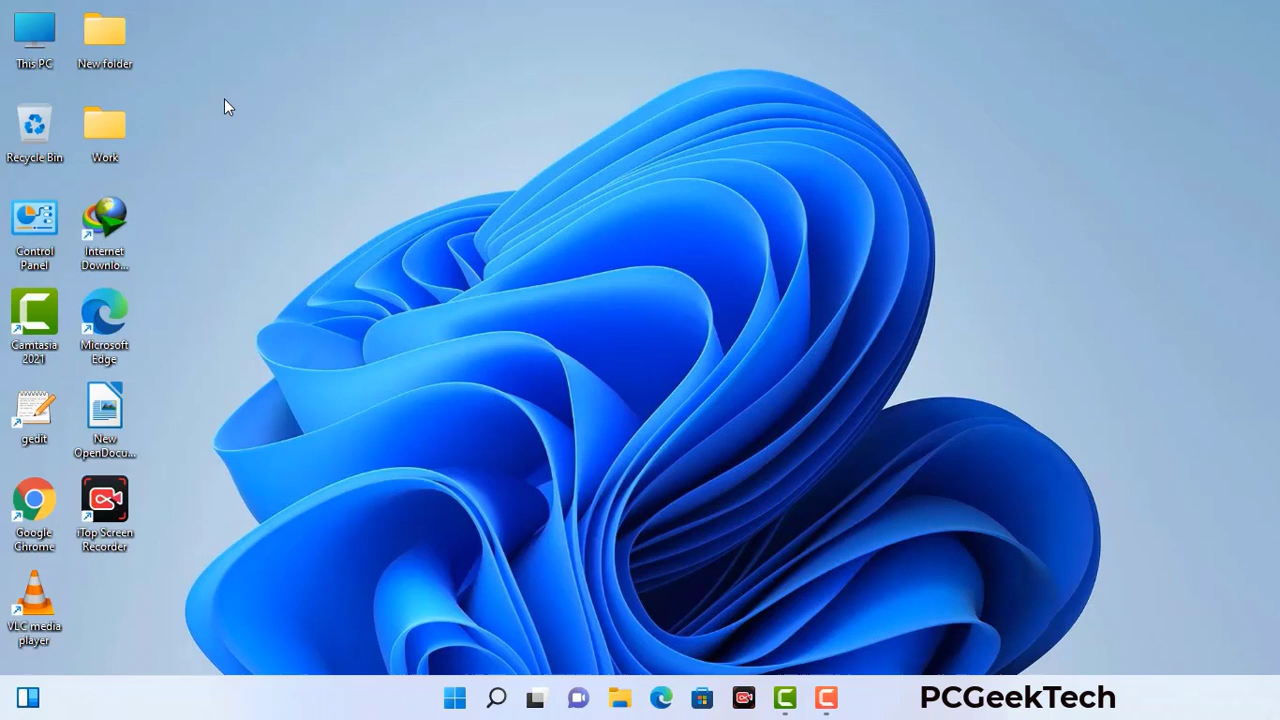 This PC
New folder
Recycle Bin
Work
Control
Panel
Internet
Downlo...
Camtasia
2021
Microsoft
Edge
gedit
New
OpenDocu...
Google
Chrome
iTop Screen
Recorder
VLC media
player
PCGeekTech